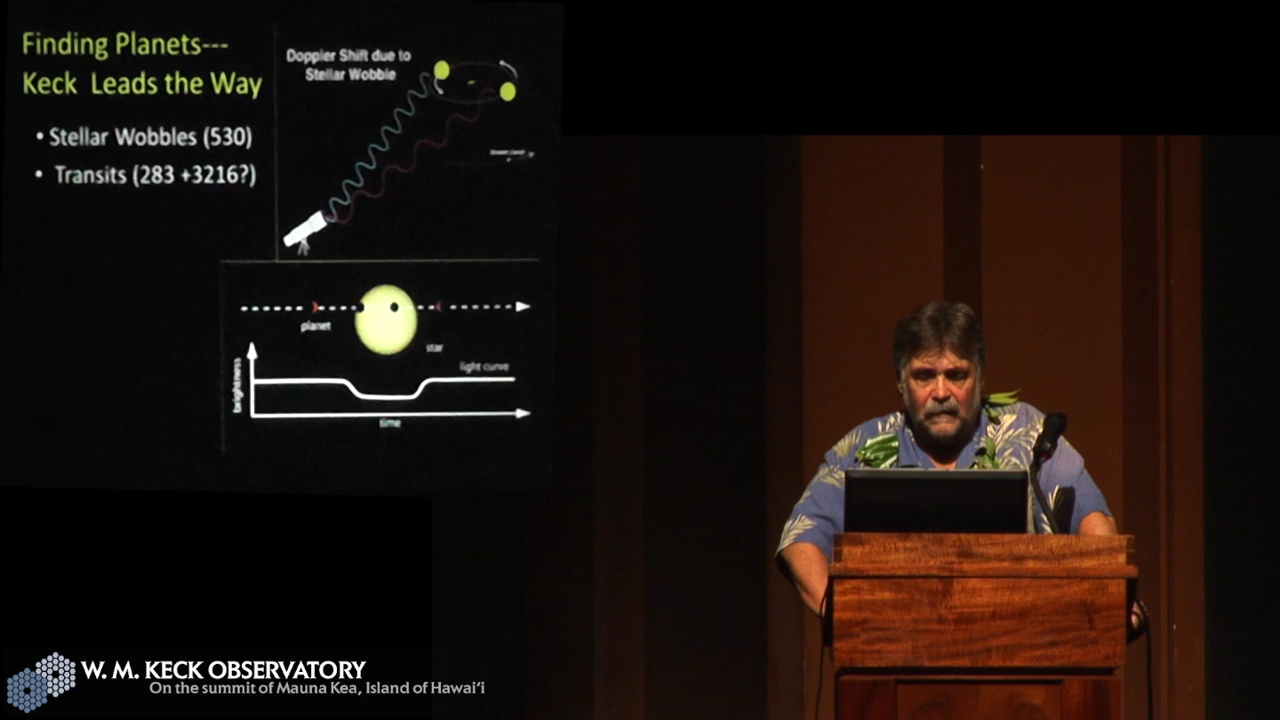 Finding Planets---
Keck Leads the Way
• Stellar Wobbles (530)
• Transits (283 +3216?)
Doppler Shift due to
Stellar Wobble
planet
star
light curve
brightness
time
W. M. KECK OBSERVATORY
On the summit of Mauna Kea, Island of Hawaiʻi